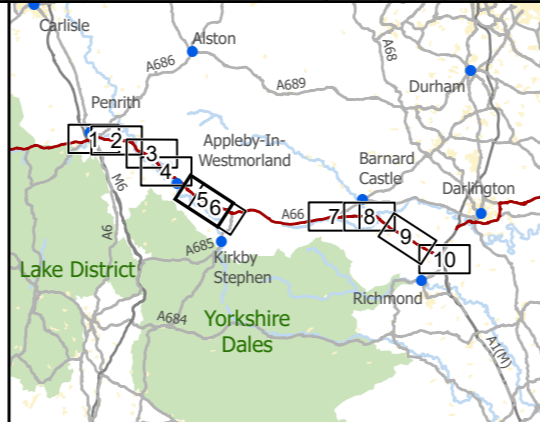 Carlisle
Alston
A686
A68
A689
Durham
Penrith
1 2
3
4
Appleby-In-
Westmorland
5 6
M6
A6
Barnard
Castle
Darlington
A66
7 8
9
10
A685
Kirkby
Stephen
Lake District
Richmond
A684
Yorkshire
Dales
A1(M)